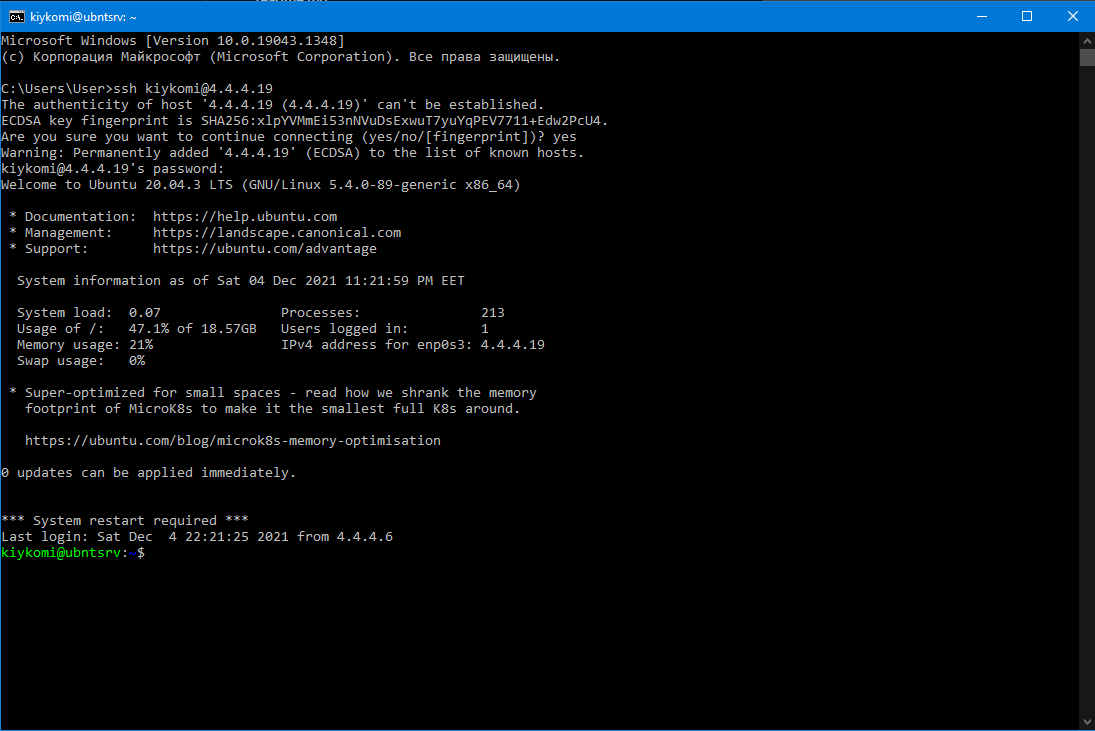 kiykomi@ubntsrv: ~
Microsoft Windows [Version 10.0.19043.1348]
(c) Корпорация Майкрософт (Microsoft Corporation). Все права защищены.
C:\Users\User>ssh kiykomi@4.4.4.19
The authenticity of host '4.4.4.19 (4.4.4.19)' can't be established.
ECDSA key fingerprint is SHA256:xlpYVMmEi53nNVuDsExwuT7yuYqPEV7711+Edw2PcU4.
Are you sure you want to continue connecting (yes/no/[fingerprint])? yes
Warning: Permanently added '4.4.4.19' (ECDSA) to the list of known hosts.
kiykomi@4.4.4.19's password:
Welcome to Ubuntu 20.04.3 LTS (GNU/Linux 5.4.0-89-generic x86_64)
* Documentation:  https://help.ubuntu.com
* Management:     https://landscape.canonical.com
* Support:        https://ubuntu.com/advantage
System information as of Sat 04 Dec 2021 11:21:59 PM EET
System load:  0.07               Processes:               213
Usage of /:   47.1% of 18.57GB   Users logged in:         1
Memory usage: 21%                IPv4 address for enp0s3: 4.4.4.19
Swap usage:   0%
* Super-optimized for small spaces - read how we shrank the memory
footprint of MicroK8s to make it the smallest full K8s around.
https://ubuntu.com/blog/microk8s-memory-optimisation
0 updates can be applied immediately.
*** System restart required ***
Last login: Sat Dec  4 22:21:25 2021 from 4.4.4.6
kiykomi@ubntsrv:~$